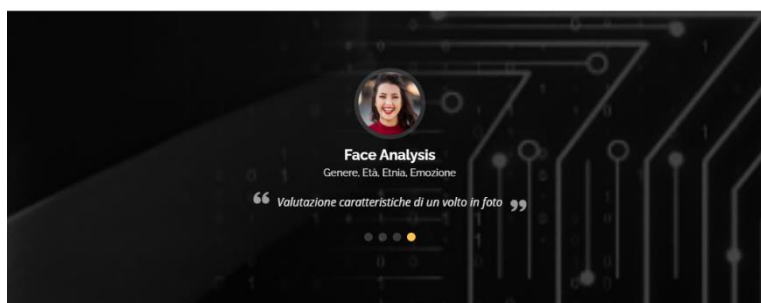 Face Analysis
Genere, Età, Etnia, Emozione
“ Valutazione caratteristiche di un volto in foto ”